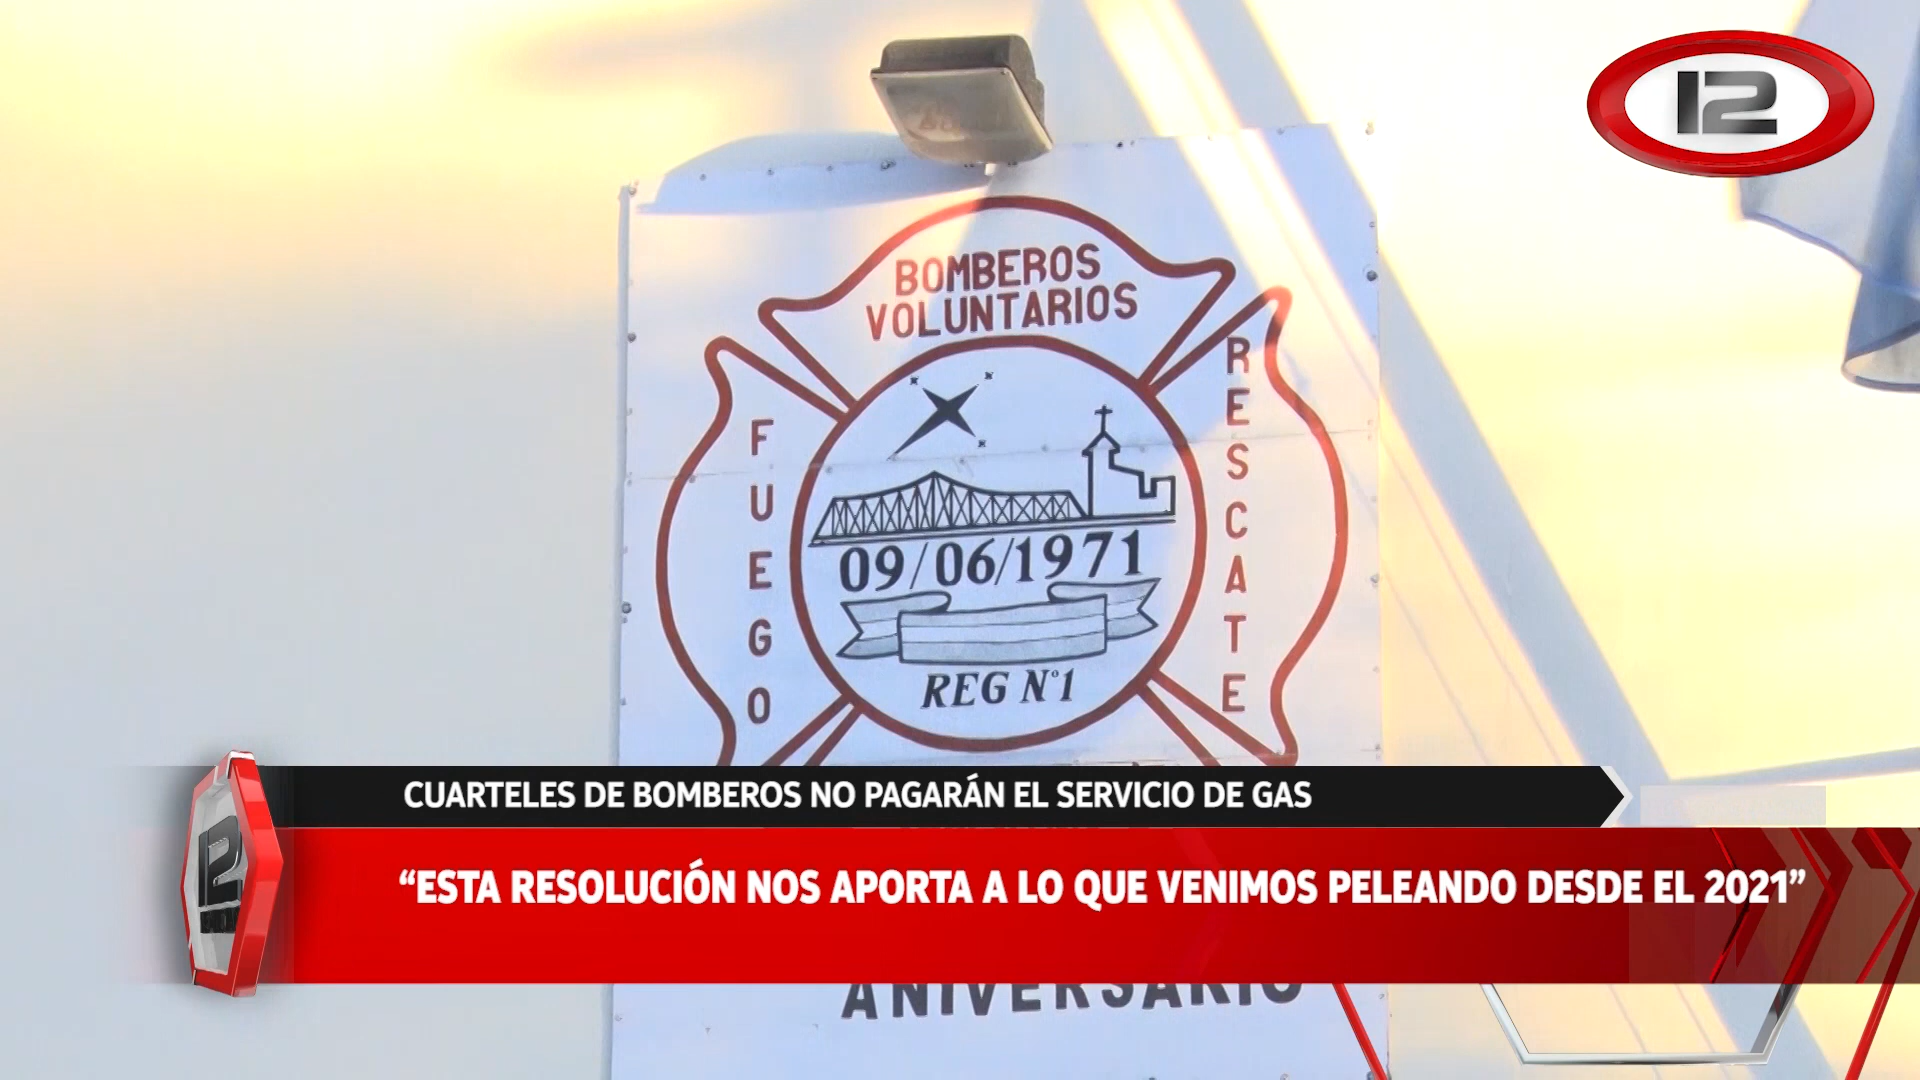 12
BOMBEROS
VOLUNTARIOS
FUEGO
RESCATE
09/06/1971
REG Nº1
CUARTELES DE BOMBEROS NO PAGARÁN EL SERVICIO DE GAS
“ESTA RESOLUCIÓN NOS APORTA A LO QUE VENIMOS PELEANDO DESDE EL 2021”
12
ANIVERSARIO